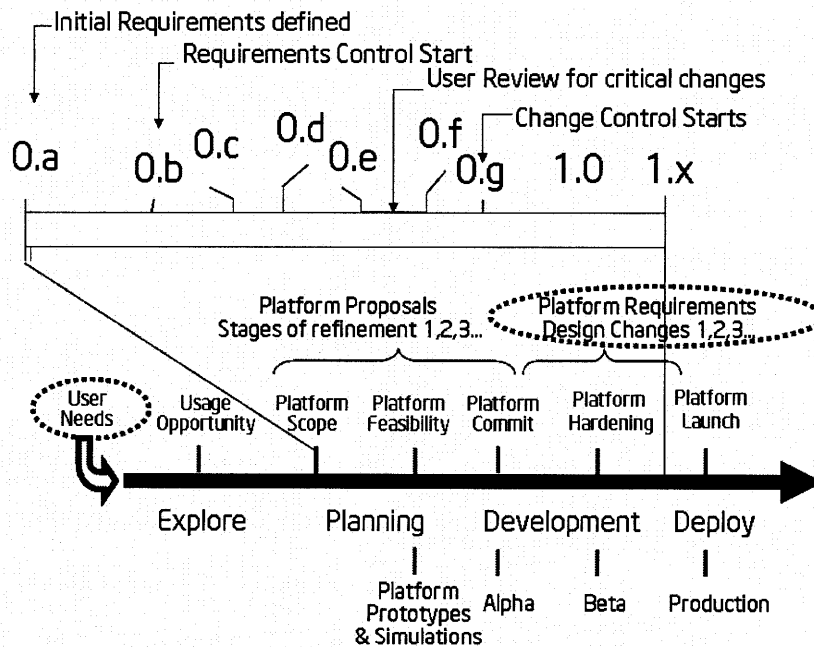 Initial Requirements defined
Requirements Control Start
User Review for critical changes
Change Control Starts
0.a
0.b
0.c
0.d
0.e
0.f
0.g
1.0
1.x
Platform Proposals
Stages of refinement 1,2,3...
Platform Requirements
Design Changes 1,2,3...
User
Needs
Usage
Opportunity
Platform
Scope
Platform
Feasibility
Platform
Commit
Platform
Hardening
Platform
Launch
Explore
Planning
Development
Deploy
Platform
Prototypes
& Simulations
Alpha
Beta
Production